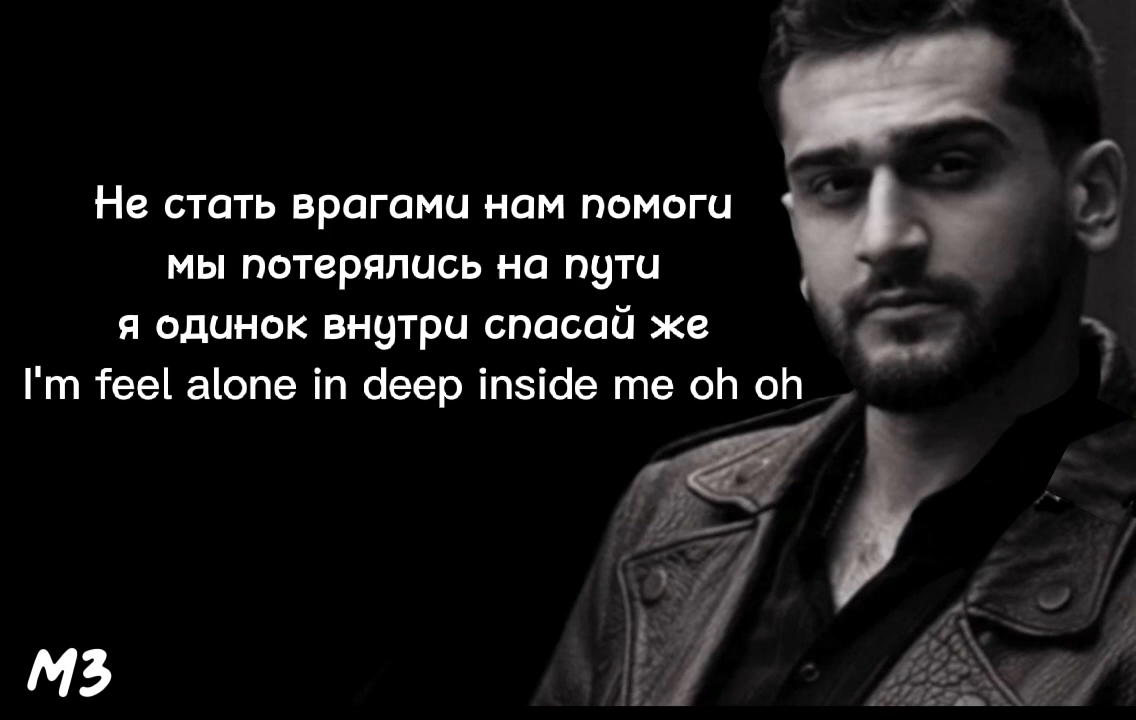 Не стать врагами нам помоги
мы потерялись на пути
я одинок внутри спасай же
I'm feel alone in deep inside me oh oh
МЗ